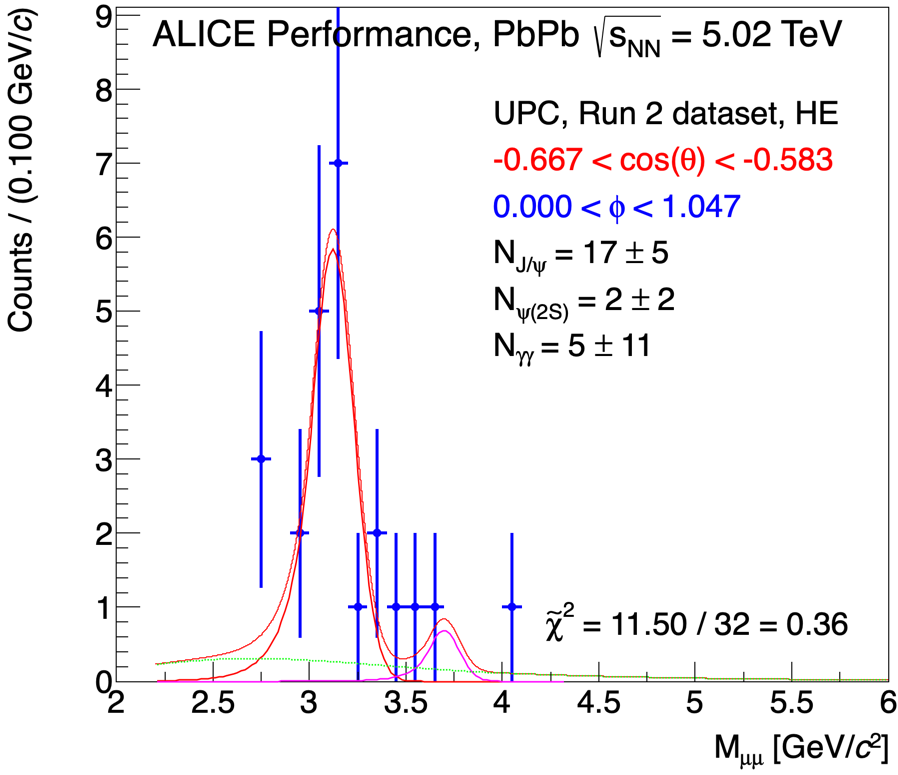 ALICE Performance, PbPb √sNN = 5.02 TeV
UPC, Run 2 dataset, HE
-0.667 < cos(θ) < -0.583
0.000 < ϕ < 1.047
NJ/ψ = 17 ± 5
Nψ(2S) = 2 ± 2
Nγγ = 5 ± 11
χ̃2 = 11.50 / 32 = 0.36
Counts / (0.100 GeV/c)
9
8
7
6
5
4
3
2
1
0
2 2.5 3 3.5 4 4.5 5 5.5 6
Mμμ [GeV/c2]